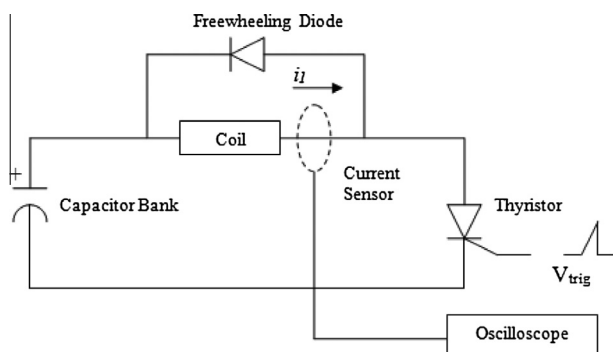 Freewheeling Diode
i1
Coil
+
Current
Sensor
Capacitor Bank
Thyristor
Vtrig
Oscilloscope